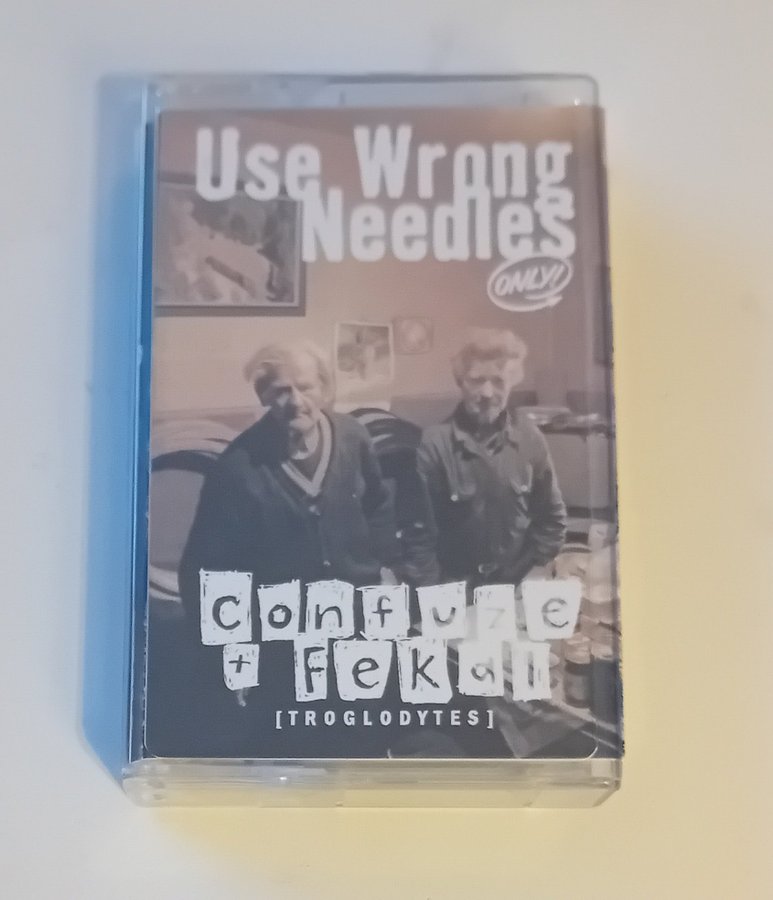 Use Wrong
Needles
ONLY!
Confuze
+ Fekal
[TROGLODYTES]